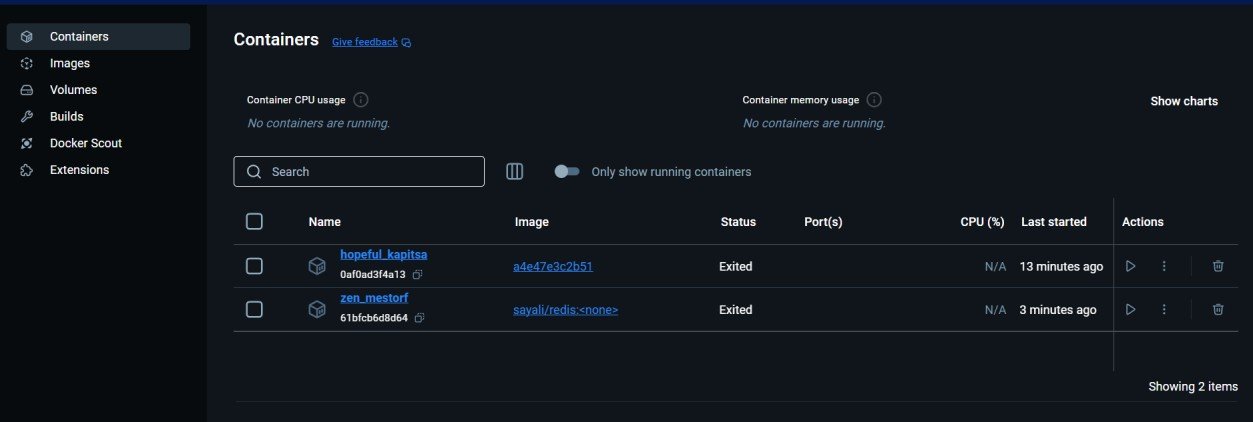 Containers
Images
Volumes
Builds
Docker Scout
Extensions
Containers Give feedback
Container CPU usage
No containers are running.
Container memory usage
No containers are running.
Show charts
Search
Only show running containers
Name Image Status Port(s) CPU (%) Last started Actions
hopeful_kapitsa
0af0ad3f4a13
a4e47e3c2b51 Exited N/A 13 minutes ago
zen_mestorf
61bfcb6d8d64
sayali/redis:<none> Exited N/A 3 minutes ago
Showing 2 items